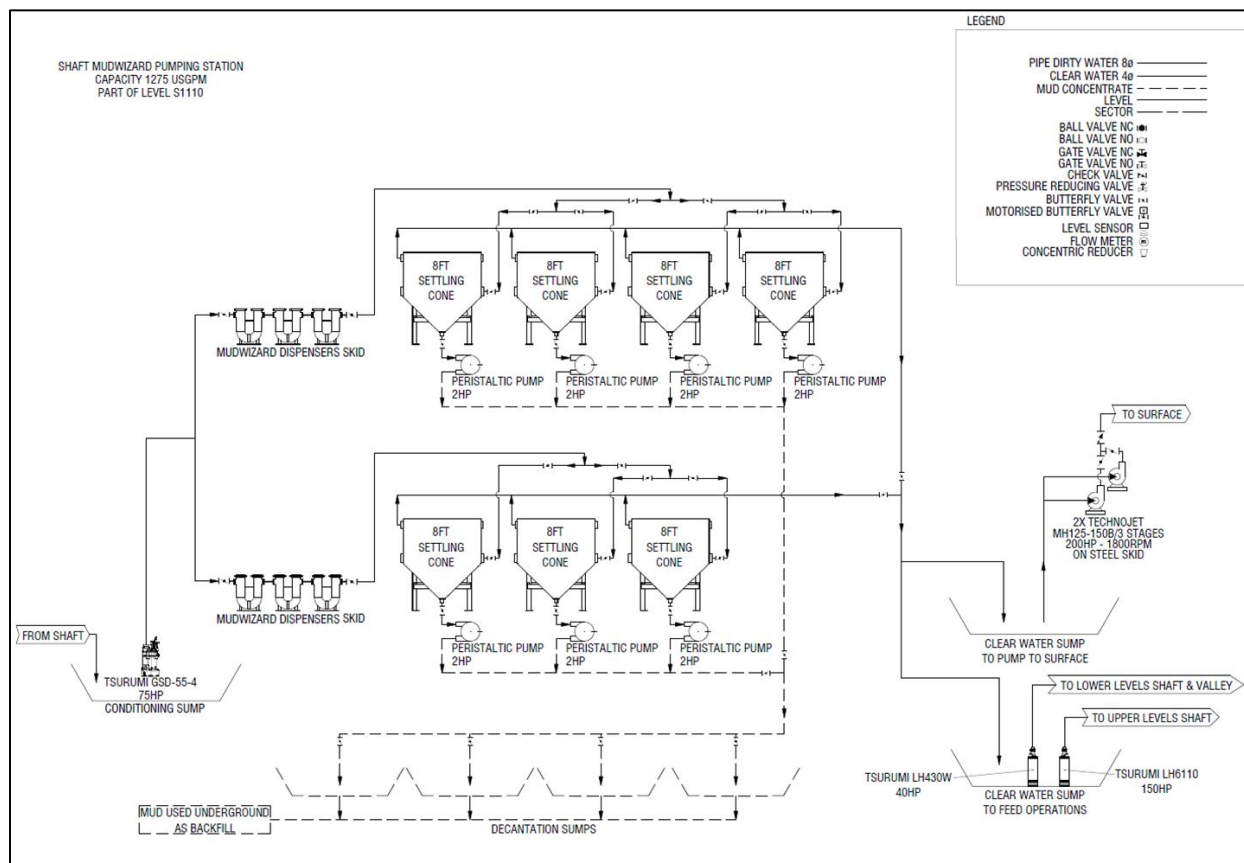 SHAFT MUDWIZARD PUMPING STATION
CAPACITY 1275 USGPM
PART OF LEVEL S1110
LEGEND
PIPE DIRTY WATER 8ø
CLEAR WATER 4ø
MUD CONCENTRATE
LEVEL
SECTOR
BALL VALVE NC
BALL VALVE NO
GATE VALVE NC
GATE VALVE NO
CHECK VALVE
PRESSURE REDUCING VALVE
BUTTERFLY VALVE
MOTORISED BUTTERFLY VALVE
LEVEL SENSOR
FLOW METER
CONCENTRIC REDUCER
8FT
SETTLING
CONE
8FT
SETTLING
CONE
8FT
SETTLING
CONE
8FT
SETTLING
CONE
MUDWIZARD DISPENSERS SKID
PERISTALTIC PUMP
2HP
PERISTALTIC PUMP
2HP
PERISTALTIC PUMP
2HP
PERISTALTIC PUMP
2HP
TO SURFACE
2X TECHNOJET
MH125-150B/3 STAGES
200HP - 1800RPM
ON STEEL SKID
8FT
SETTLING
CONE
8FT
SETTLING
CONE
8FT
SETTLING
CONE
MUDWIZARD DISPENSERS SKID
PERISTALTIC PUMP
2HP
PERISTALTIC PUMP
2HP
PERISTALTIC PUMP
2HP
FROM SHAFT
TSURUMI GSD-55-4
75HP
CONDITIONING SUMP
CLEAR WATER SUMP
TO PUMP TO SURFACE
TO LOWER LEVELS SHAFT & VALLEY
TO UPPER LEVELS SHAFT
TSURUMI LH430W
40HP
TSURUMI LH6110
150HP
CLEAR WATER SUMP
TO FEED OPERATIONS
MUD USED UNDERGROUND
AS BACKFILL
DECANTATION SUMPS